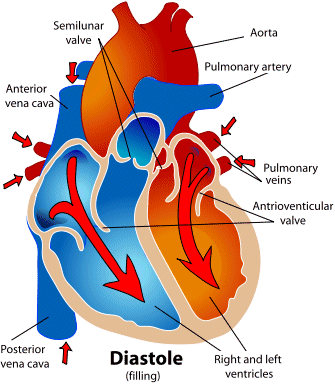 Semilunar
valve
Aorta
Pulmonary artery
Anterior
vena cava
Pulmonary
veins
Antrioventicular
valve
Posterior
vena cava
Diastole
(filling)
Right and left
ventricles